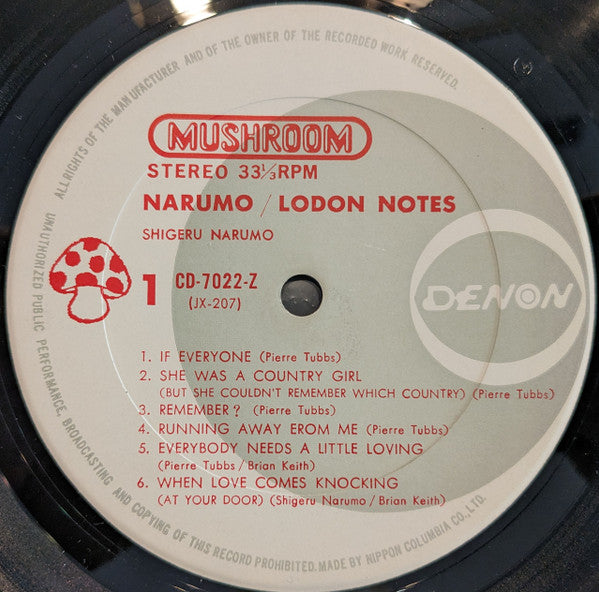 ALL RIGHTS OF THE MANUFACTURER AND OF THE OWNER OF THE RECORDED WORK RESERVED.
MUSHROOM
STEREO 33⅓RPM
NARUMO / LODON NOTES
SHIGERU NARUMO
1 CD-7022-Z
(JX-207)
DENON
1. IF EVERYONE (Pierre Tubbs)
2. SHE WAS A COUNTRY GIRL
(BUT SHE COULDN'T REMEMBER WHICH COUNTRY) (Pierre Tubbs)
3. REMEMBER? (Pierre Tubbs)
4. RUNNING AWAY EROM ME (Pierre Tubbs)
5. EVERYBODY NEEDS A LITTLE LOVING
(Pierre Tubbs/Brian Keith)
6. WHEN LOVE COMES KNOCKING
(AT YOUR DOOR) (Shigeru Narumo/Brian Keith)
UNAUTHORIZED PUBLIC PERFORMANCE, BROADCASTING AND COPYING OF THIS RECORD PROHIBITED. MADE BY NIPPON COLUMBIA CO., LTD.